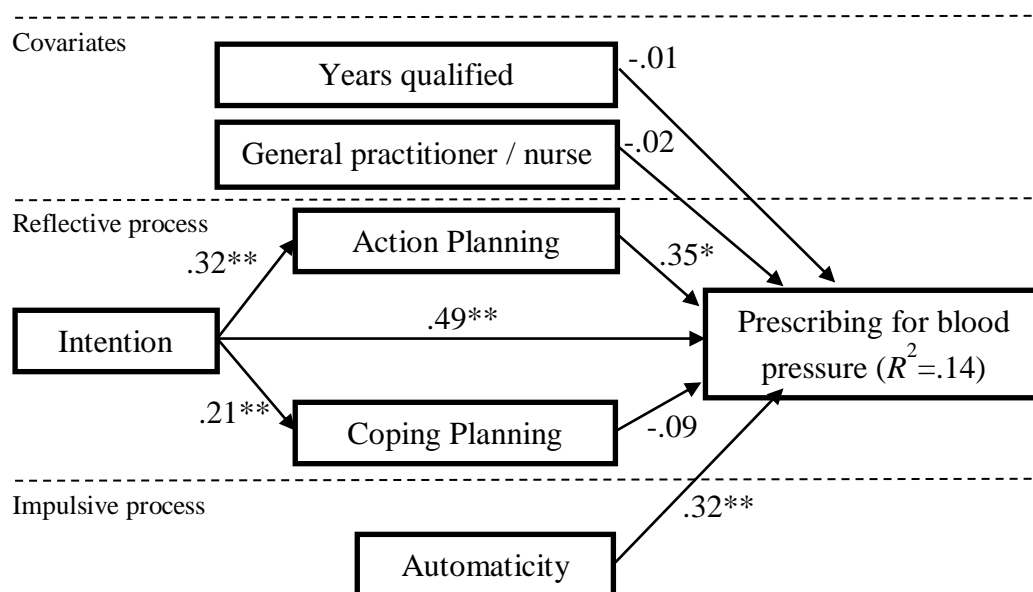 Covariates
Years qualified
-.01
General practitioner / nurse
-.02
Reflective process
Action Planning
.32**
.35*
Intention
.49**
Prescribing for blood
pressure (R²=.14)
.21**
Coping Planning
-.09
Impulsive process
.32**
Automaticity